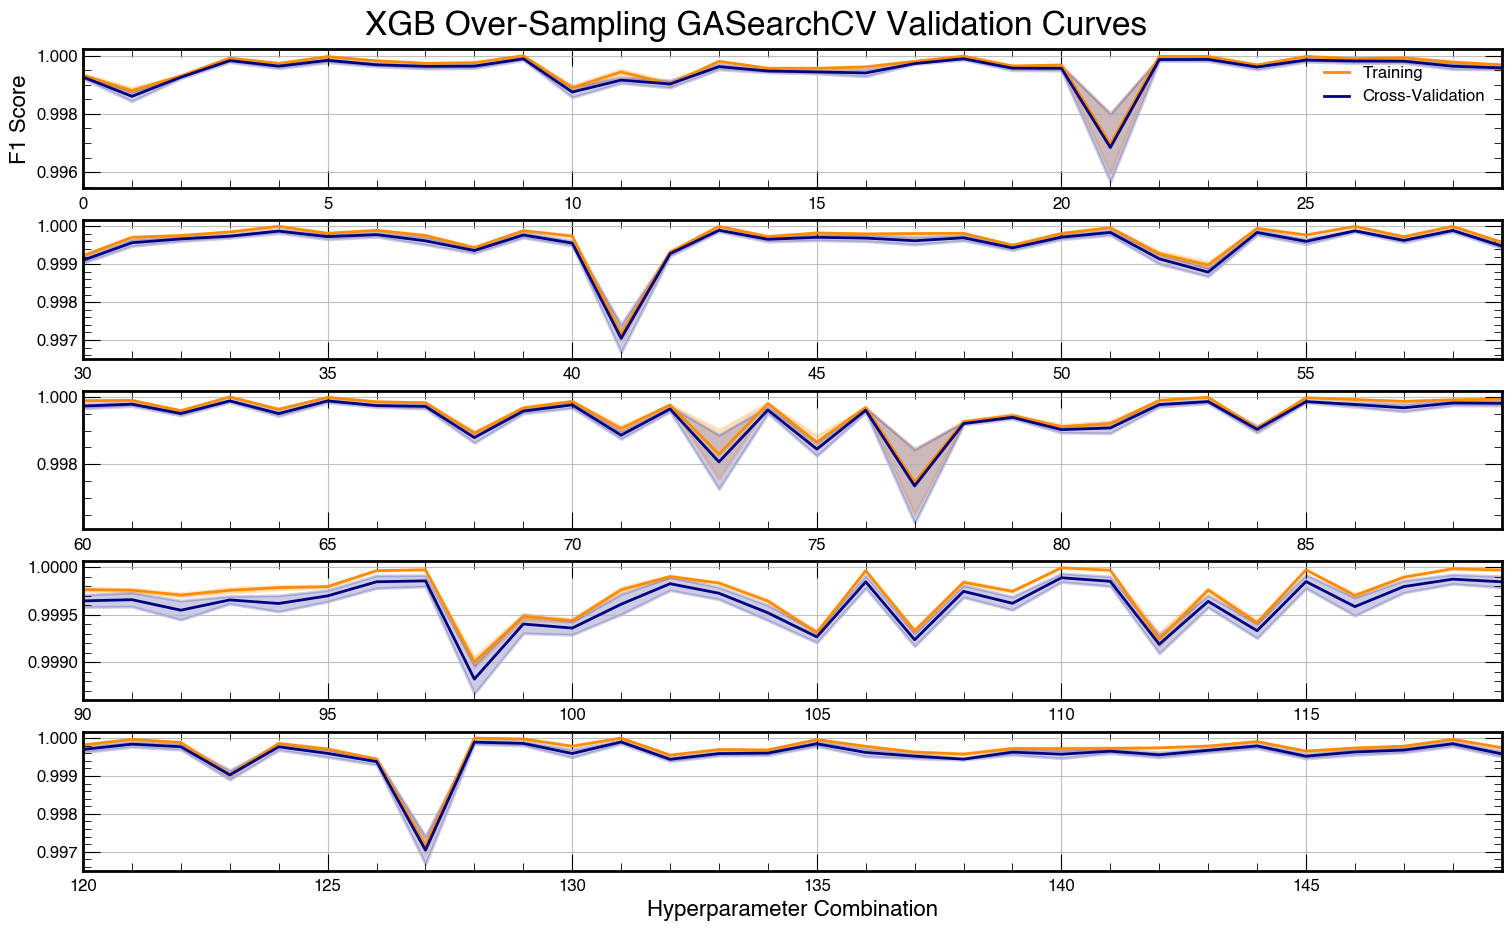 XGB Over-Sampling GASearchCV Validation Curves
F1 Score
1.000
0.998
0.996
Training
Cross-Validation
0 5 10 15 20 25
1.000
0.999
0.998
0.997
30 35 40 45 50 55
1.000
0.998
60 65 70 75 80 85
1.0000
0.9995
0.9990
90 95 100 105 110 115
1.000
0.999
0.998
0.997
120 125 130 135 140 145
Hyperparameter Combination